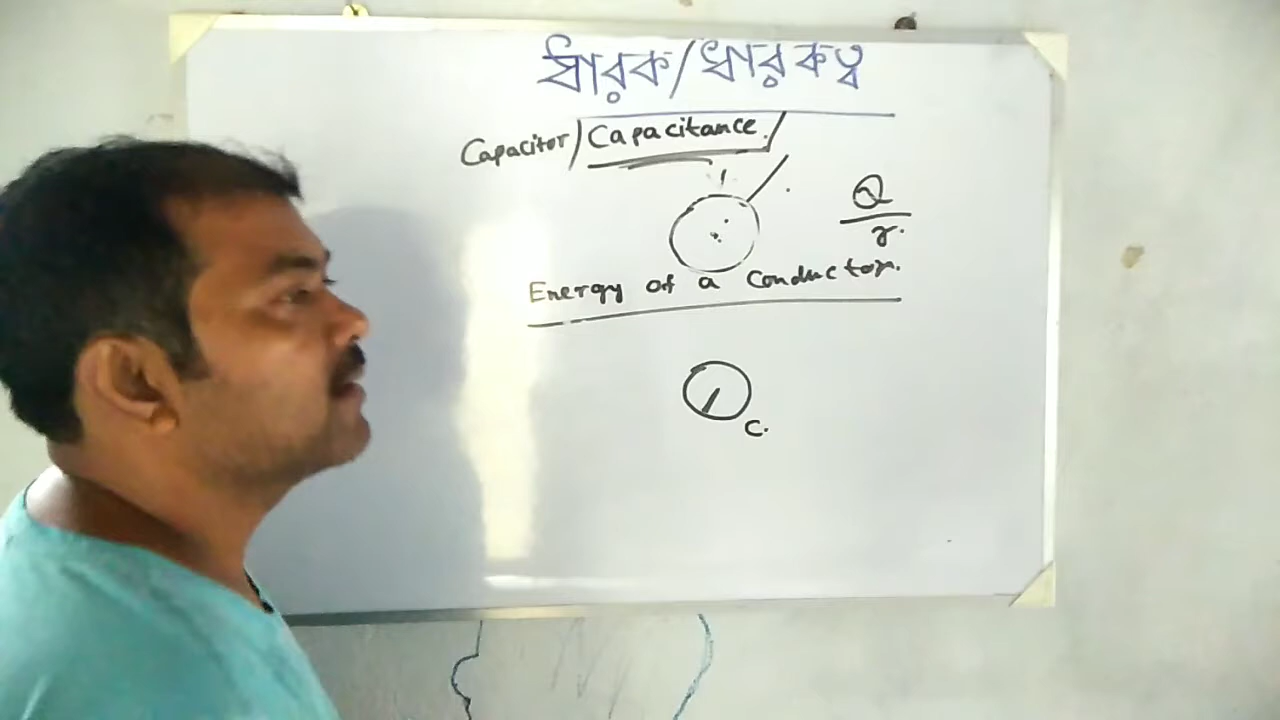 ধারক/ধারকত্ব
Capacitor/Capacitance.
Q
r.
Energy of a Conductor.
C.